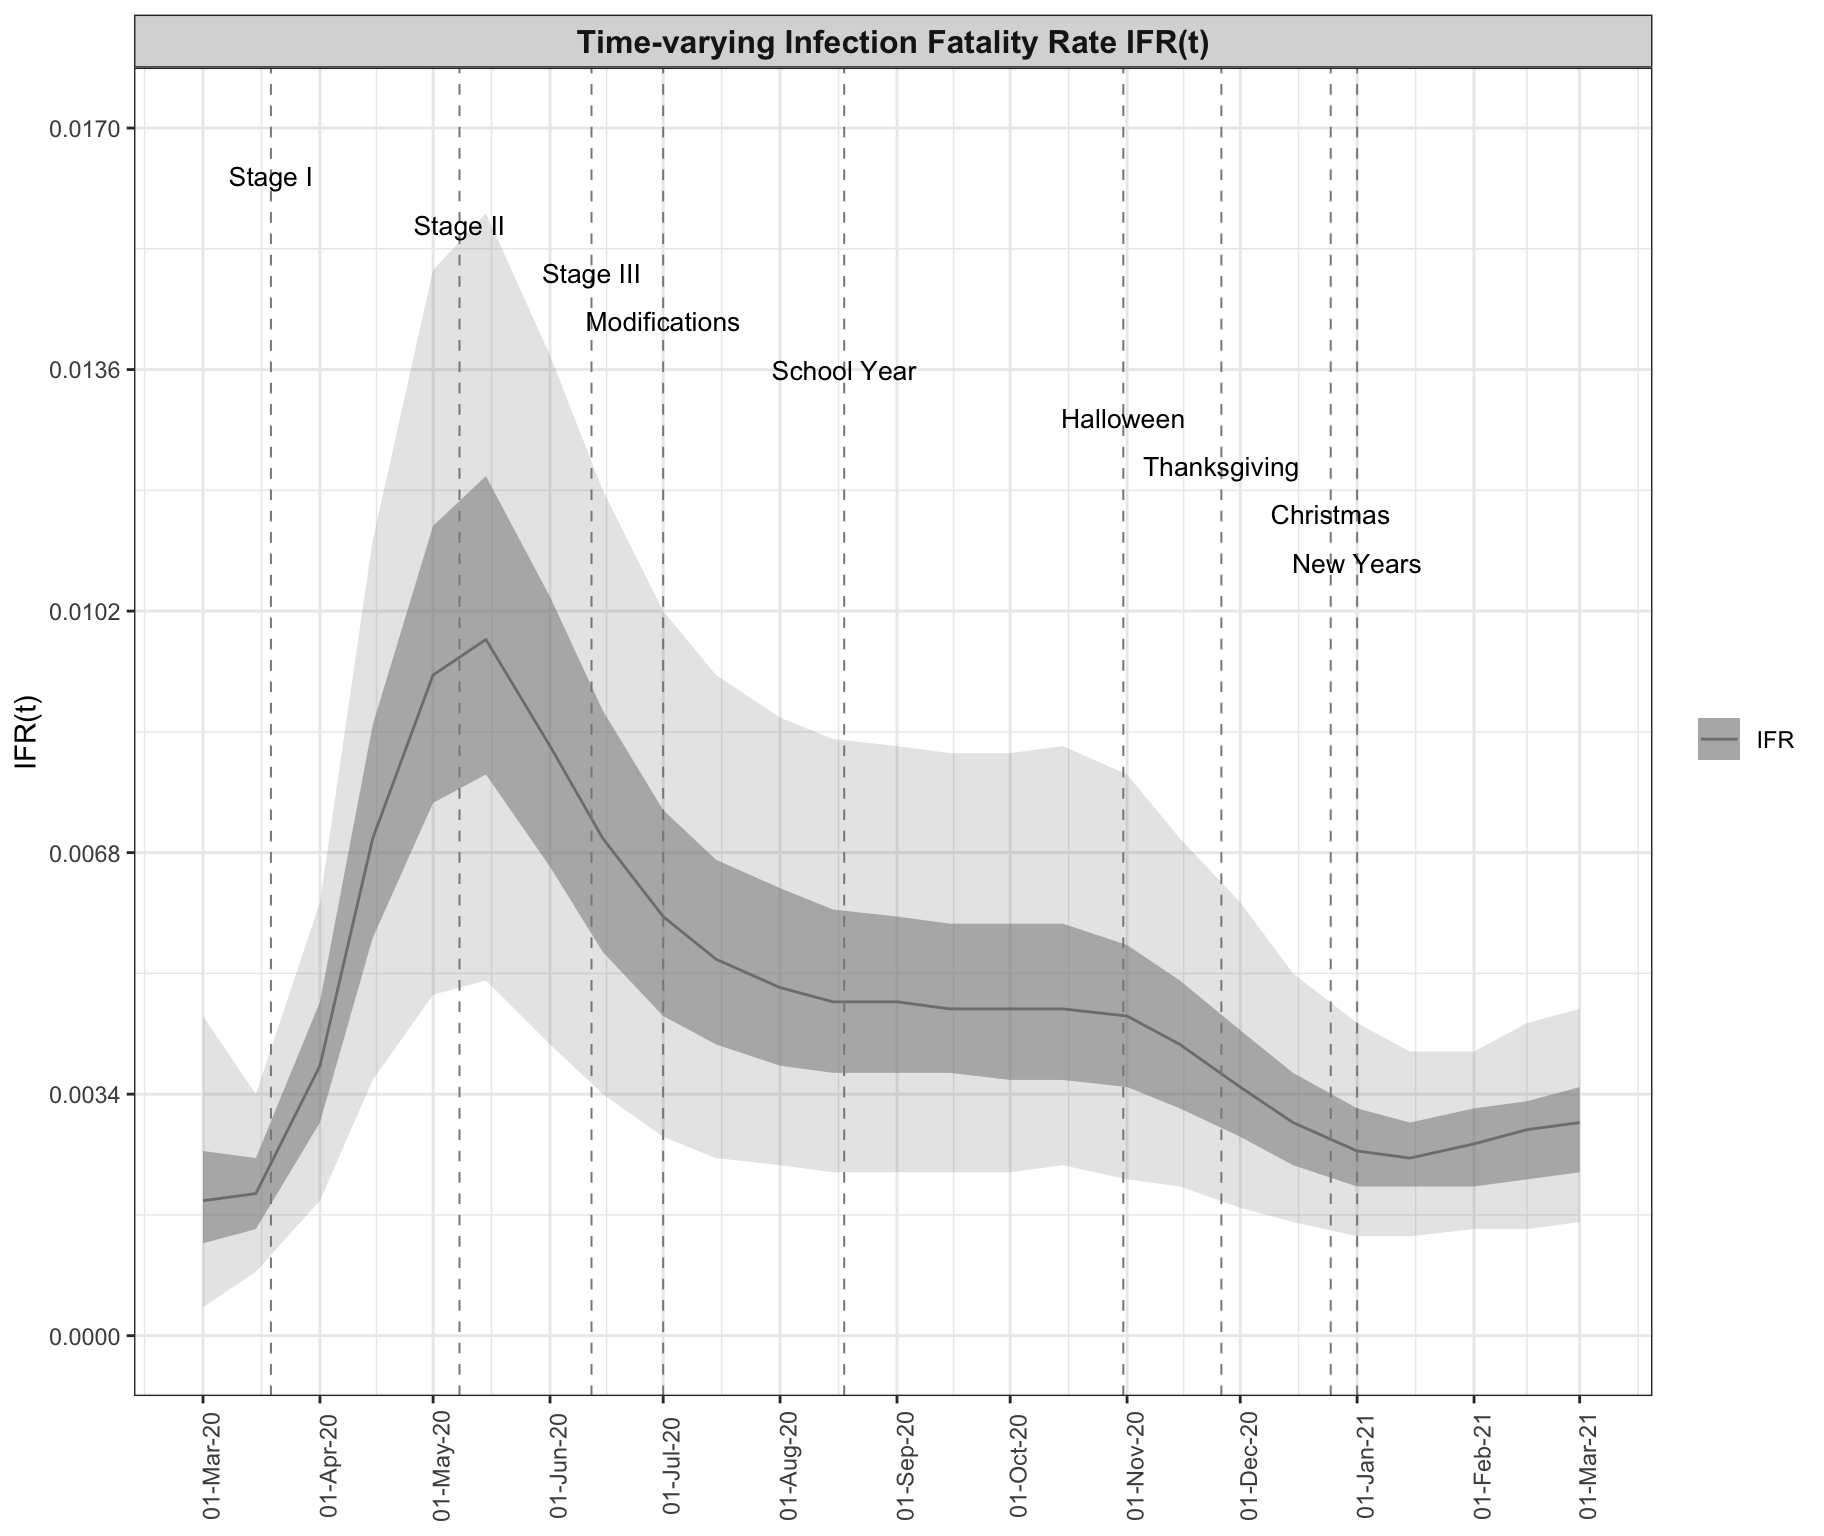 Time-varying Infection Fatality Rate IFR(t)
0.0170
Stage I
Stage II
Stage III
Modifications
0.0136
School Year
Halloween
Thanksgiving
Christmas
New Years
0.0102
IFR(t)
IFR
0.0068
0.0034
0.0000
01-Mar-20
01-Apr-20
01-May-20
01-Jun-20
01-Jul-20
01-Aug-20
01-Sep-20
01-Oct-20
01-Nov-20
01-Dec-20
01-Jan-21
01-Feb-21
01-Mar-21